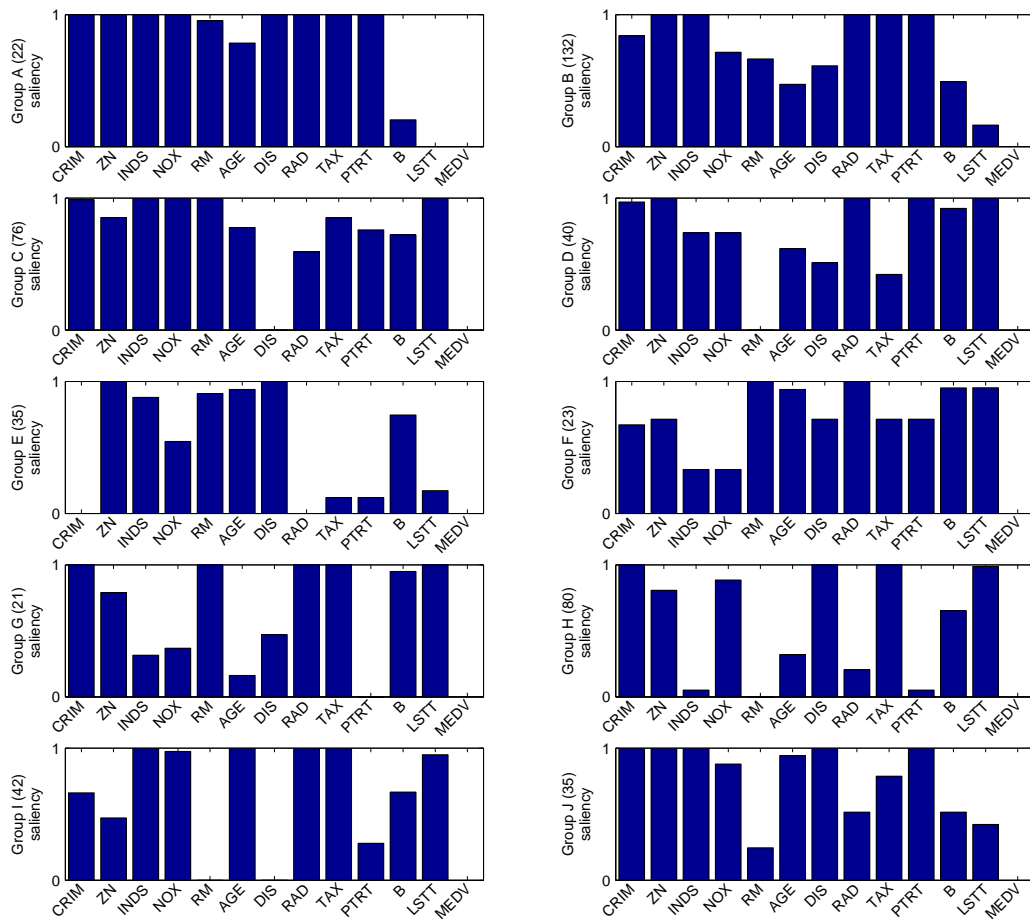 Group A (22)
saliency
1
0
CRIM ZN INDS NOX RM AGE DIS RAD TAX PTRT B LSTT MEDV
Group B (132)
saliency
1
0
CRIM ZN INDS NOX RM AGE DIS RAD TAX PTRT B LSTT MEDV
Group C (76)
saliency
1
0
CRIM ZN INDS NOX RM AGE DIS RAD TAX PTRT B LSTT MEDV
Group D (40)
saliency
1
0
CRIM ZN INDS NOX RM AGE DIS RAD TAX PTRT B LSTT MEDV
Group E (35)
saliency
1
0
CRIM ZN INDS NOX RM AGE DIS RAD TAX PTRT B LSTT MEDV
Group F (23)
saliency
1
0
CRIM ZN INDS NOX RM AGE DIS RAD TAX PTRT B LSTT MEDV
Group G (21)
saliency
1
0
CRIM ZN INDS NOX RM AGE DIS RAD TAX PTRT B LSTT MEDV
Group H (80)
saliency
1
0
CRIM ZN INDS NOX RM AGE DIS RAD TAX PTRT B LSTT MEDV
Group I (42)
saliency
1
0
CRIM ZN INDS NOX RM AGE DIS RAD TAX PTRT B LSTT MEDV
Group J (35)
saliency
1
0
CRIM ZN INDS NOX RM AGE DIS RAD TAX PTRT B LSTT MEDV